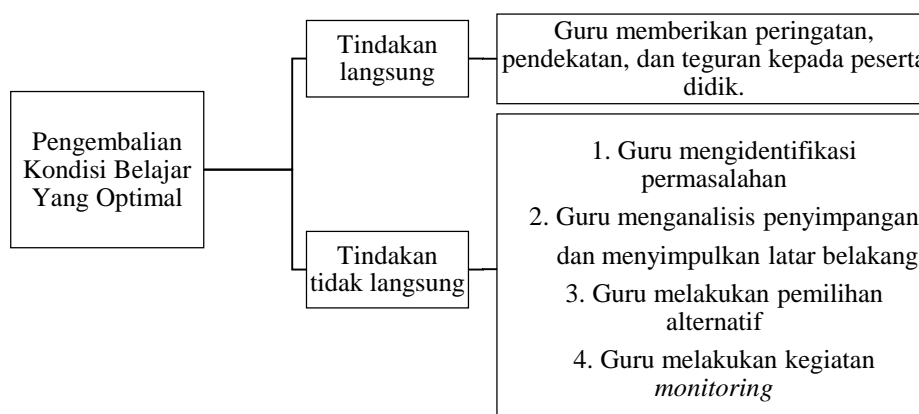 Pengembalian
Kondisi Belajar
Yang Optimal
Tindakan
langsung
Guru memberikan peringatan,
pendekatan, dan teguran kepada peserta
didik.
Tindakan
tidak langsung
1. Guru mengidentifikasi
permasalahan
2. Guru menganalisis penyimpangan
dan menyimpulkan latar belakang
3. Guru melakukan pemilihan
alternatif
4. Guru melakukan kegiatan
monitoring